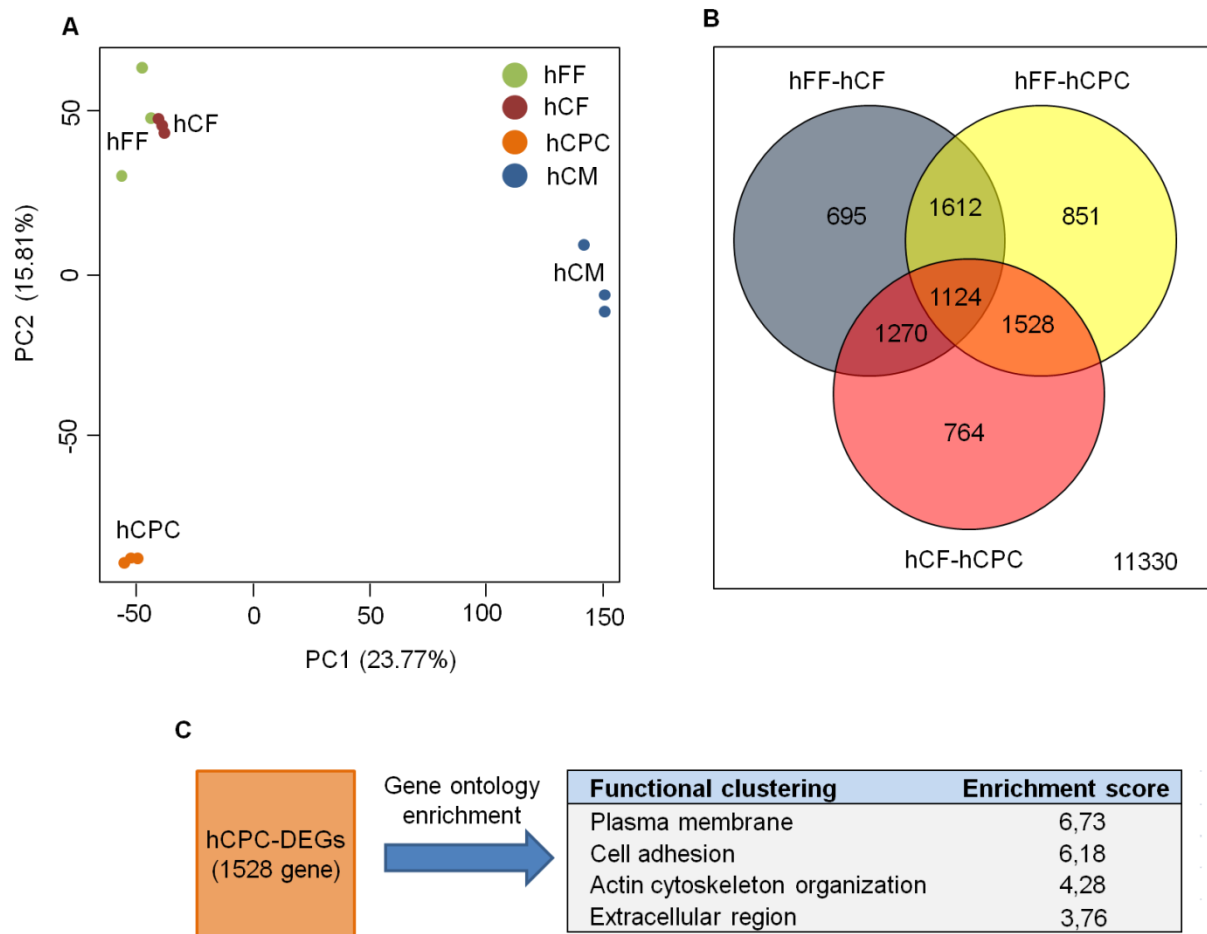 A
hFF
hCF
hCPC
hCM
hFF
hCF
hCM
hCPC
50
0
-50
PC2 (15.81%)
-50
0
50
100
150
PC1 (23.77%)
B
hFF-hCF
hFF-hCPC
695
1612
851
1124
1270
1528
764
hCF-hCPC
11330
C
hCPC-DEGs
(1528 gene)
Gene ontology
enrichment
Functional clustering Enrichment score
Plasma membrane 6,73
Cell adhesion 6,18
Actin cytoskeleton organization 4,28
Extracellular region 3,76